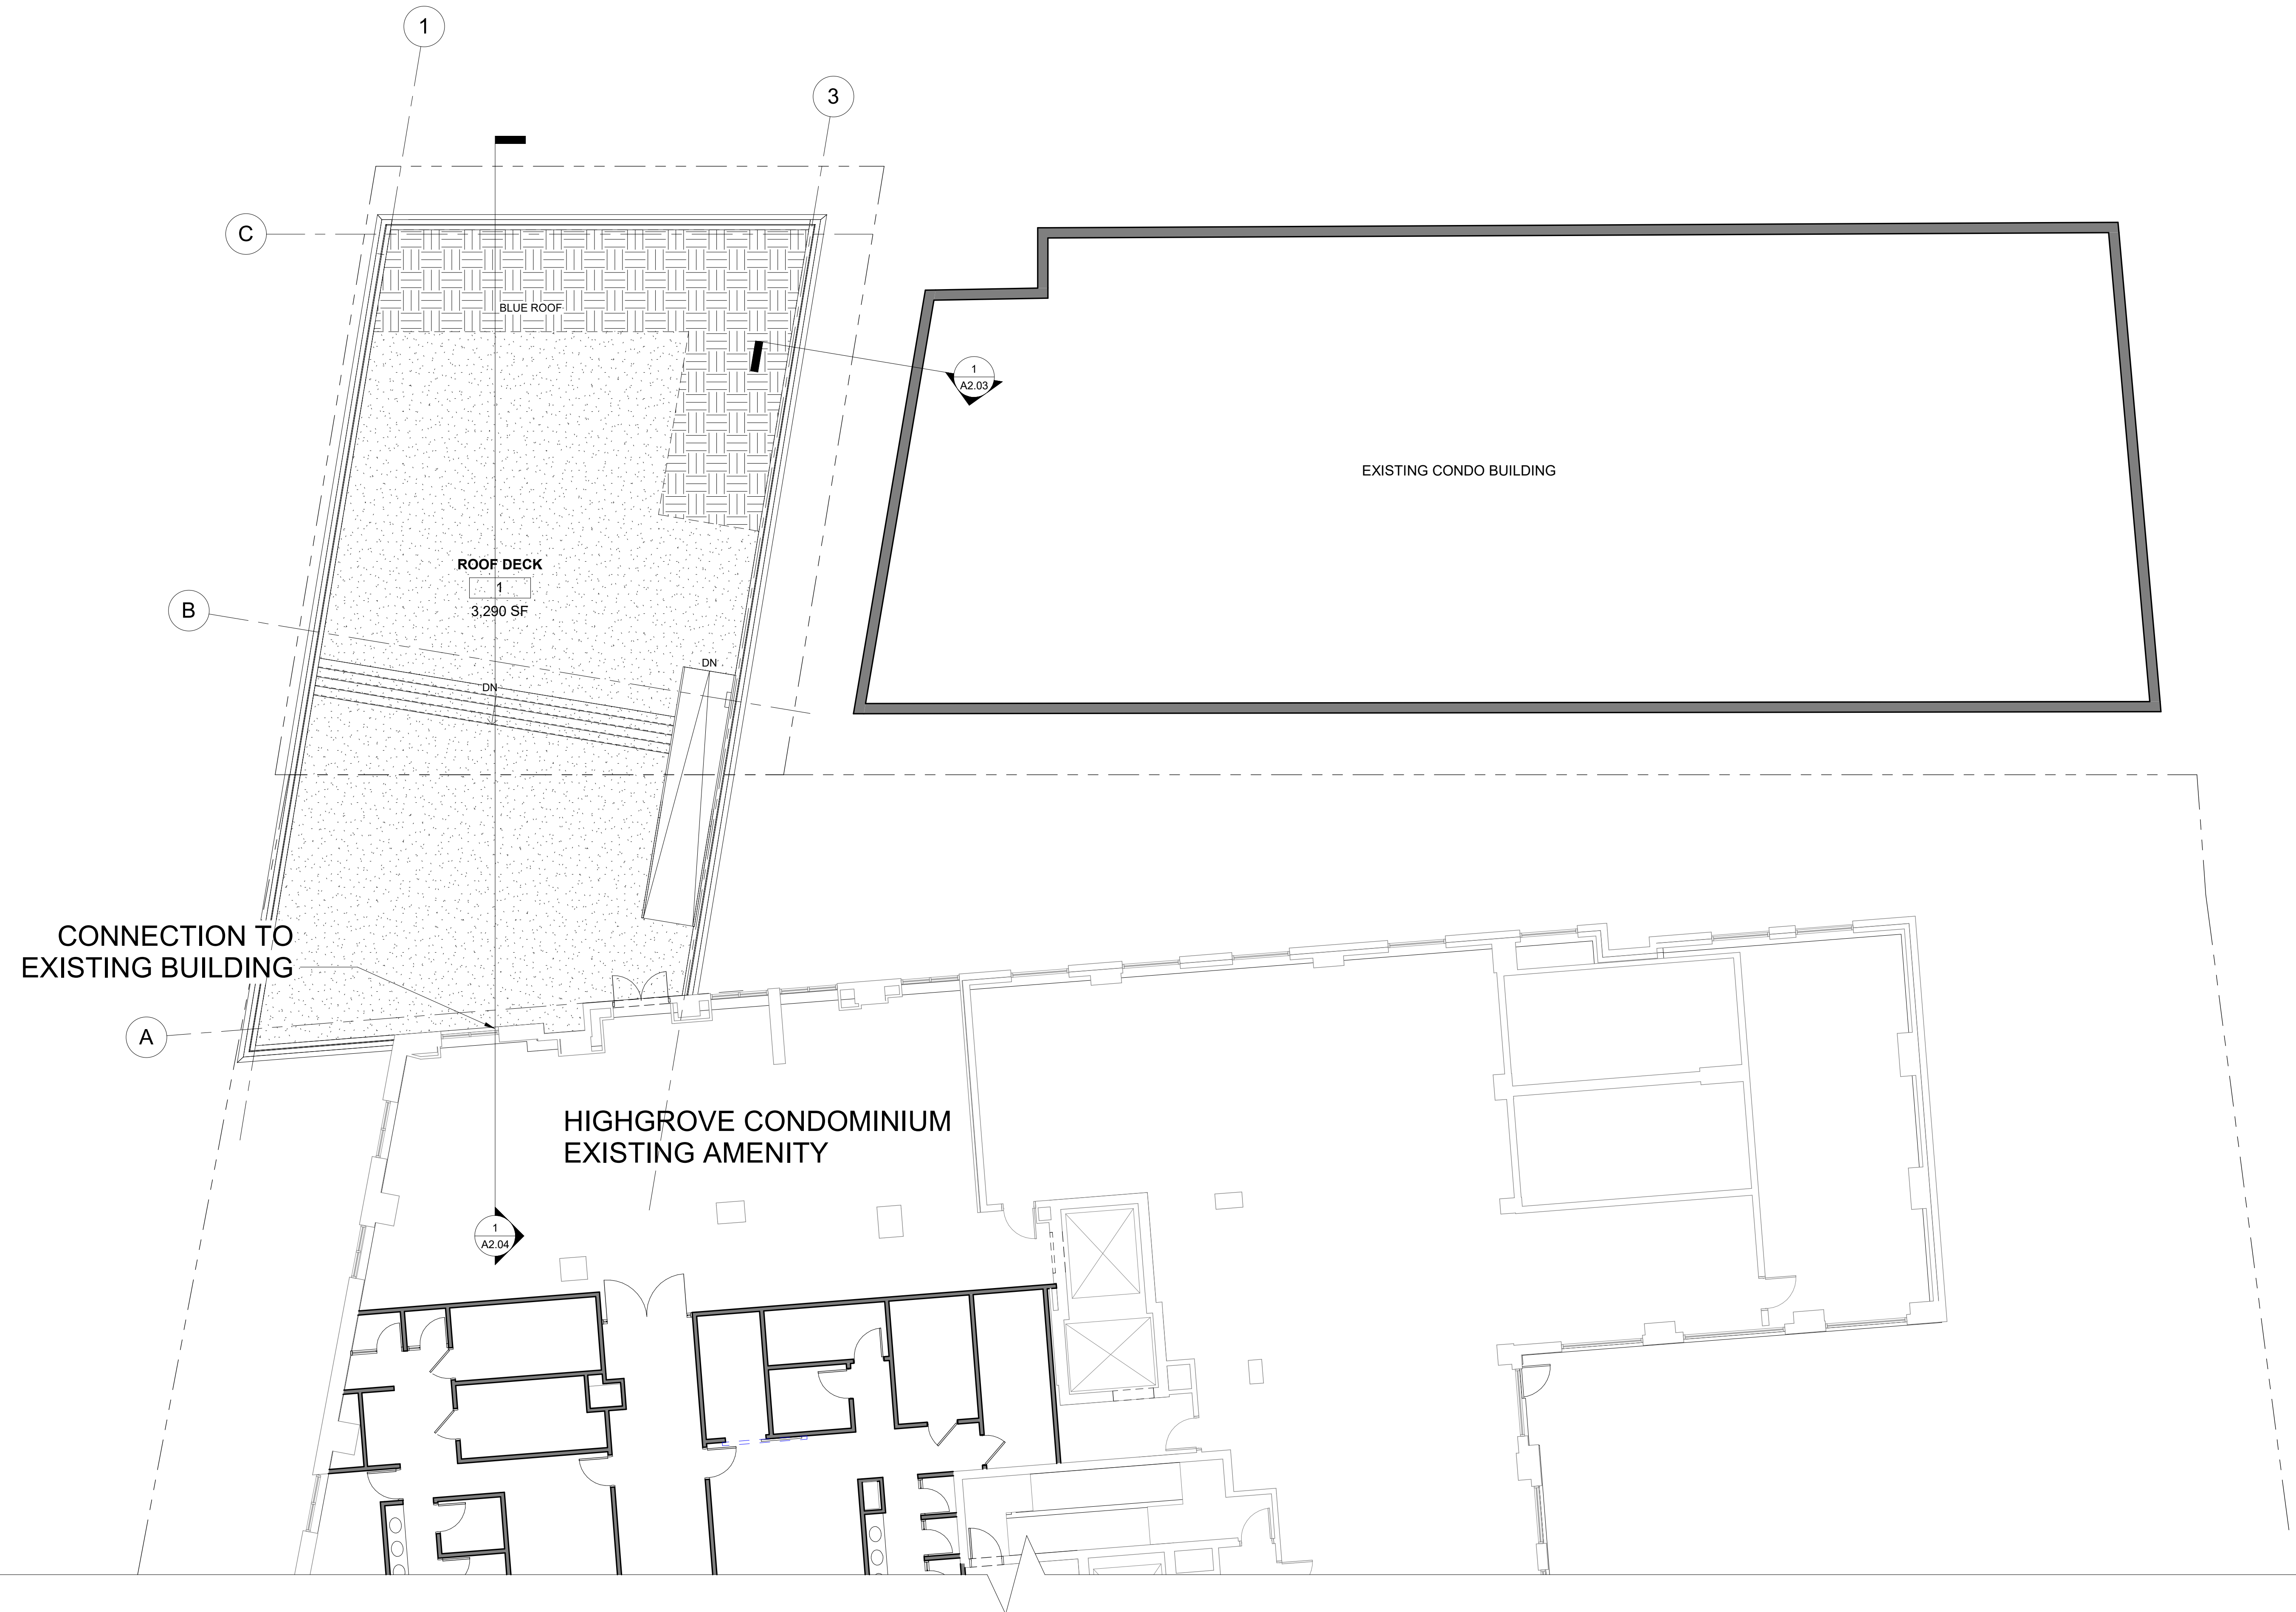 1
3
C
BLUE ROOF
1
A2.03
EXISTING CONDO BUILDING
ROOF DECK
1
3,290 SF
B
DN
DN
CONNECTION TO
EXISTING BUILDING
A
HIGHGROVE CONDOMINIUM
EXISTING AMENITY
1
A2.04